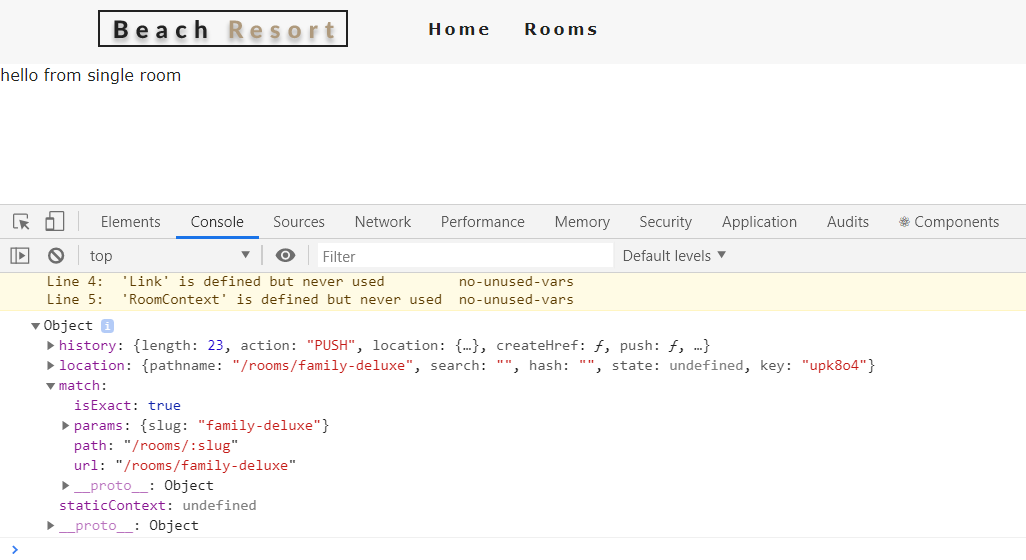 Beach Resort Home Rooms
hello from single room
Elements Console Sources Network Performance Memory Security Application Audits Components
top Filter Default levels
Line 4: 'Link' is defined but never used no-unused-vars
Line 5: 'RoomContext' is defined but never used no-unused-vars
Object i
history: {length: 23, action: "PUSH", location: {…}, createHref: ƒ, push: ƒ, …}
location: {pathname: "/rooms/family-deluxe", search: "", hash: "", state: undefined, key: "upk8o4"}
match:
isExact: true
params: {slug: "family-deluxe"}
path: "/rooms/:slug"
url: "/rooms/family-deluxe"
__proto__: Object
staticContext: undefined
__proto__: Object